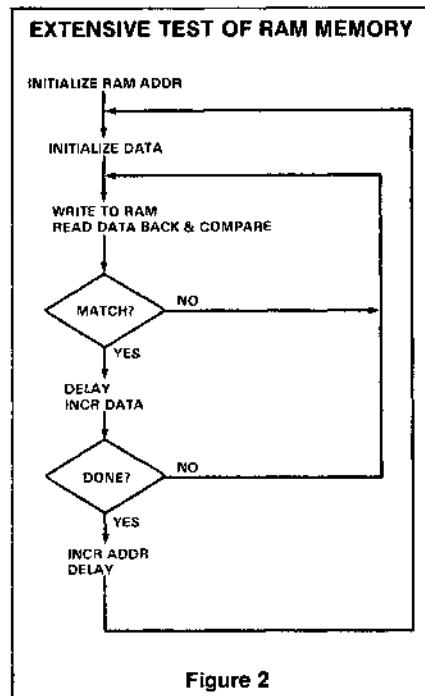 EXTENSIVE TEST OF RAM MEMORY
INITIALIZE RAM ADDR
INITIALIZE DATA
WRITE TO RAM
READ DATA BACK & COMPARE
MATCH?
NO
YES
DELAY
INCR DATA
DONE?
NO
YES
INCR ADDR
DELAY
Figure 2